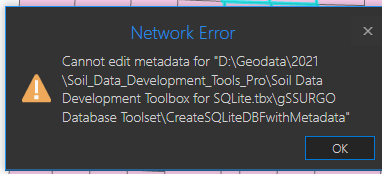 Network Error
Cannot edit metadata for "D:\Geodata\2021
\Soil_Data_Development_Tools_Pro\Soil Data
Development Toolbox for SQLite.tbx\gSSURGO
Database Toolset\CreateSQLiteDBFwithMetadata"
OK